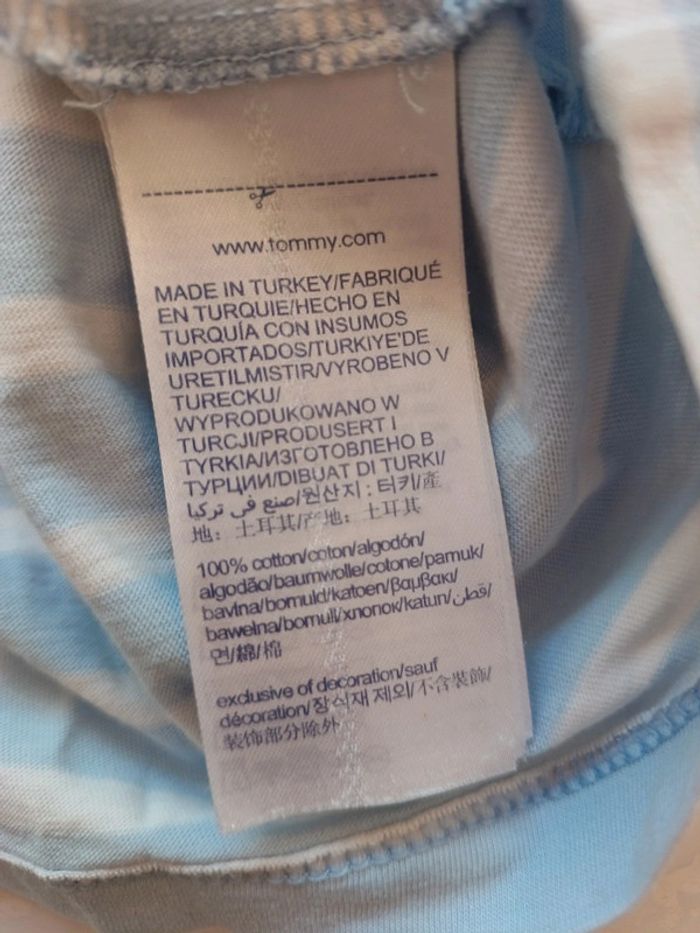 www.tommy.com
MADE IN TURKEY/FABRIQUÉ
EN TURQUIE/HECHO EN
TURQUÍA CON INSUMOS
IMPORTADOS/TURKIYE'DE
URETILMISTIR/VYROBENO V
TURECKU/
WYPRODUKOWANO W
TURCJI/PRODUSERT I
TYRKIA/ИЗГОТОВЛЕНО В
ТУРЦИИ/DIBUAT DI TURKI/
صنع في تركيا/원산지 : 터키/產
地: 土耳其/产地: 土耳其
100% cotton/coton/algodón/
algodão/baumwolle/cotone/pamuk/
bavlna/bomuld/katoen/βαμβακι/
bawełna/bomull/хлопок/katun/قطن/
면/綿/棉
exclusive of decoration/sauf
décoration/장식재 제외/不含裝飾/
装饰部分除外